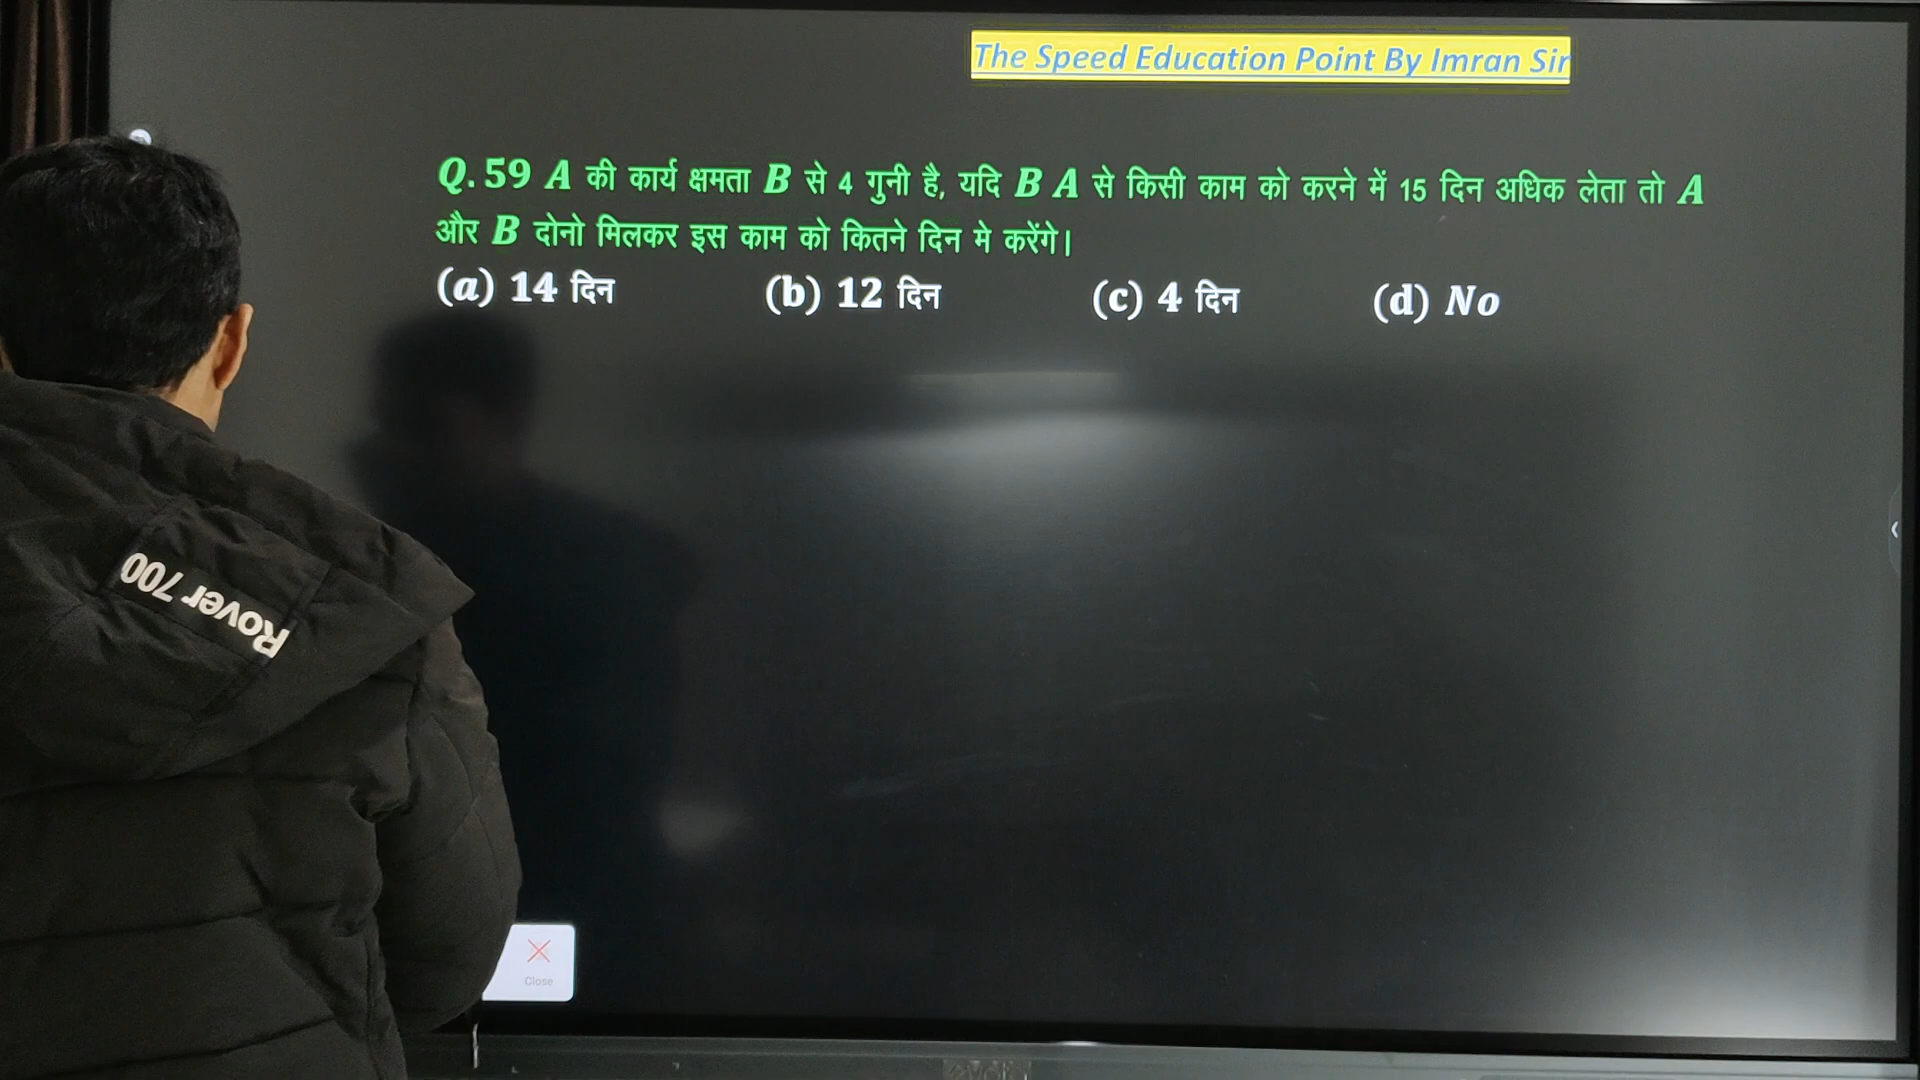 The Speed Education Point By Imran Sir
Q. 59 A की कार्य क्षमता B से 4 गुनी है, यदि B A से किसी काम को करने में 15 दिन अधिक लेता तो A
और B दोनो मिलकर इस काम को कितने दिन मे करेंगे|
(a) 14 दिन (b) 12 दिन (c) 4 दिन (d) No
Rover 700
Close